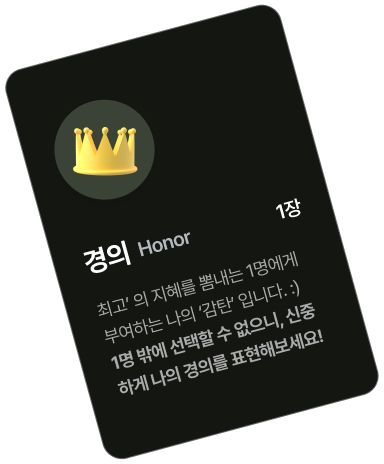 1장
경의 Honor
최고’ 의 지혜를 뽐내는 1명에게
부여하는 나의 ‘감탄’ 입니다. :)
1명 밖에 선택할 수 없으니, 신중
하게 나의 경의를 표현해보세요!